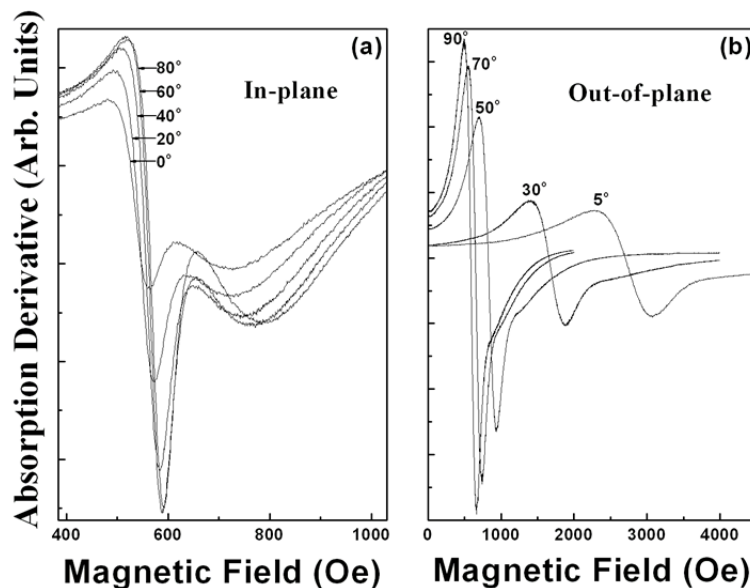 Absorption Derivative (Arb. Units)
(a)
In-plane
80°
60°
40°
20°
0°
400 600 800 1000
Magnetic Field (Oe)
(b)
Out-of-plane
90°
70°
50°
30°
5°
0 1000 2000 3000 4000
Magnetic Field (Oe)